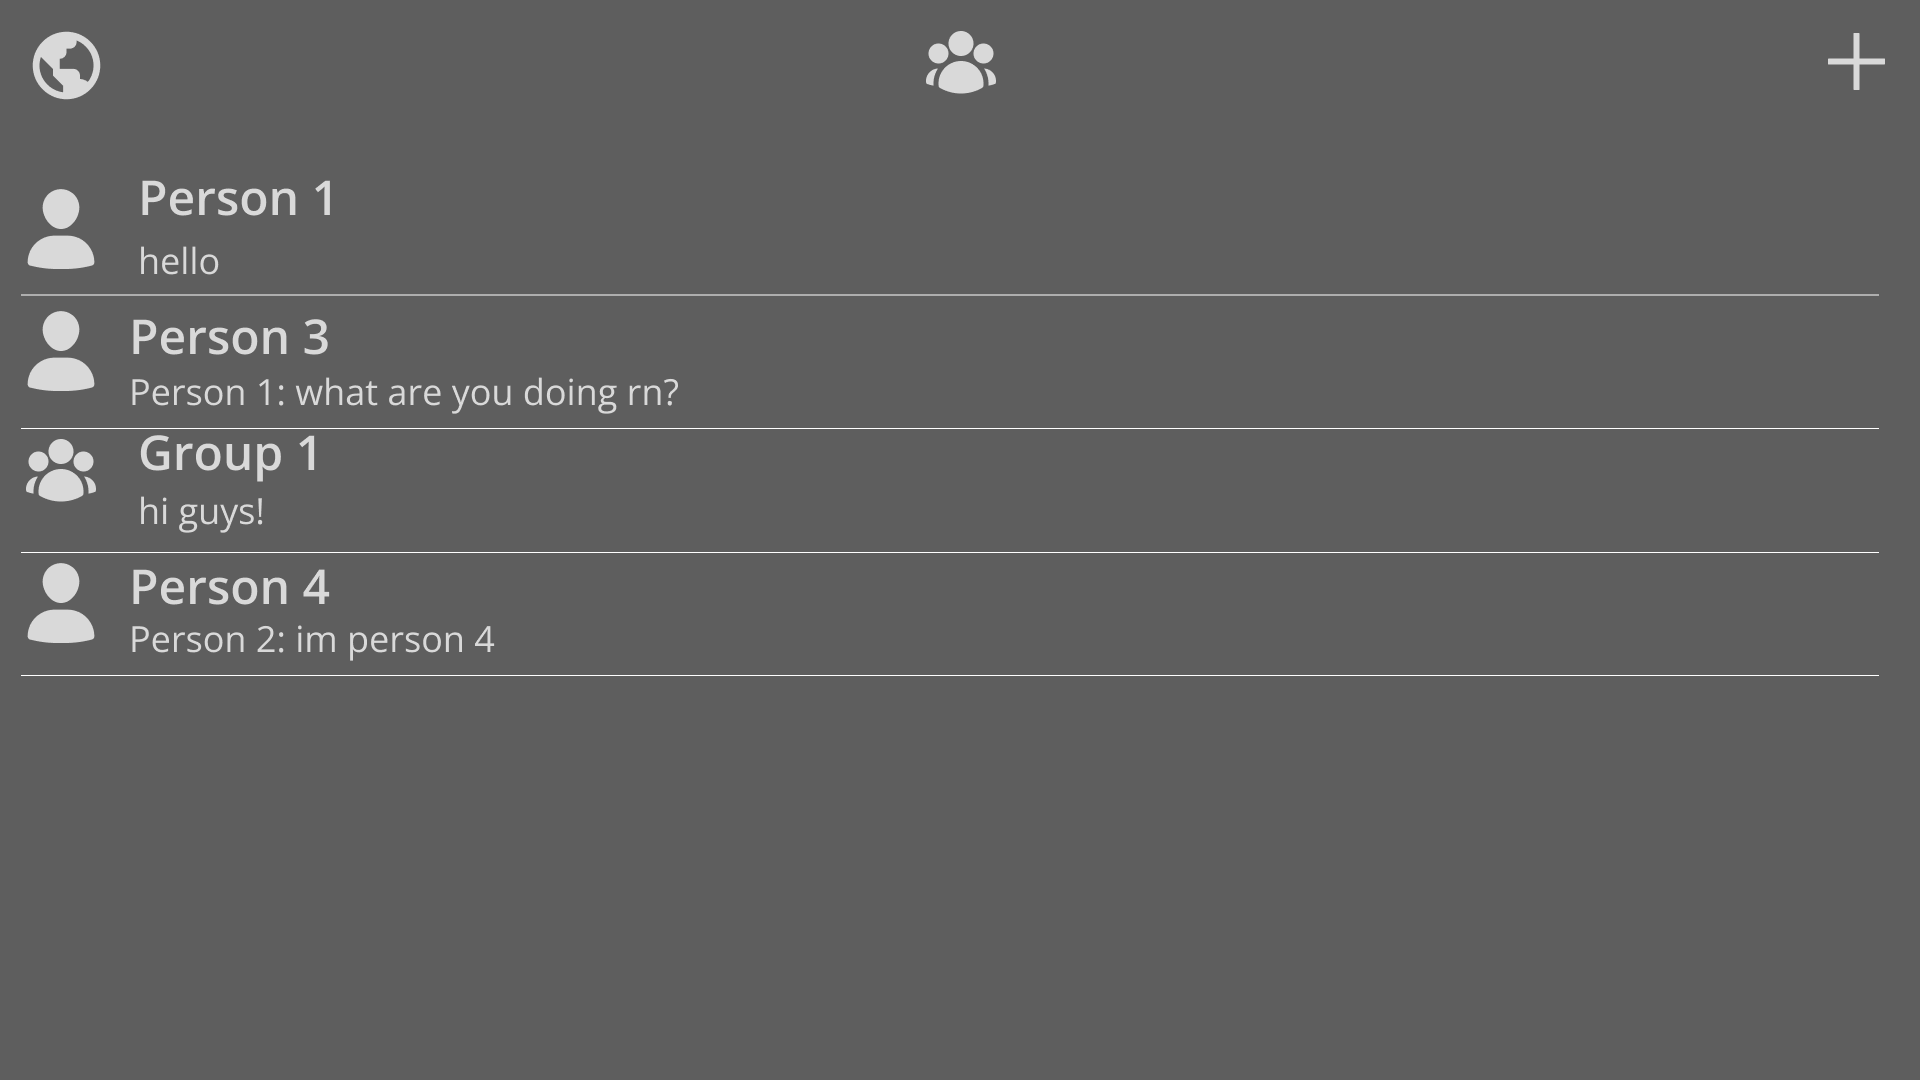 Person 1
hello
Person 3
Person 1: what are you doing rn?
Group 1
hi guys!
Person 4
Person 2: im person 4